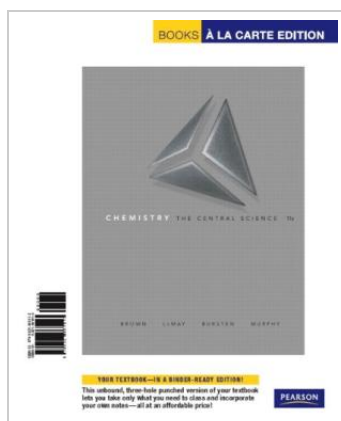 BOOKS À LA CARTE EDITION
CHEMISTRY THE CENTRAL SCIENCE 11e
BROWN LEMAY BURSTEN MURPHY
YOUR TEXTBOOK—IN A BINDER-READY EDITION!
This unbound, three-hole punched version of your textbook
lets you take only what you need to class and incorporate
your own notes—all at an affordable price!
PEARSON